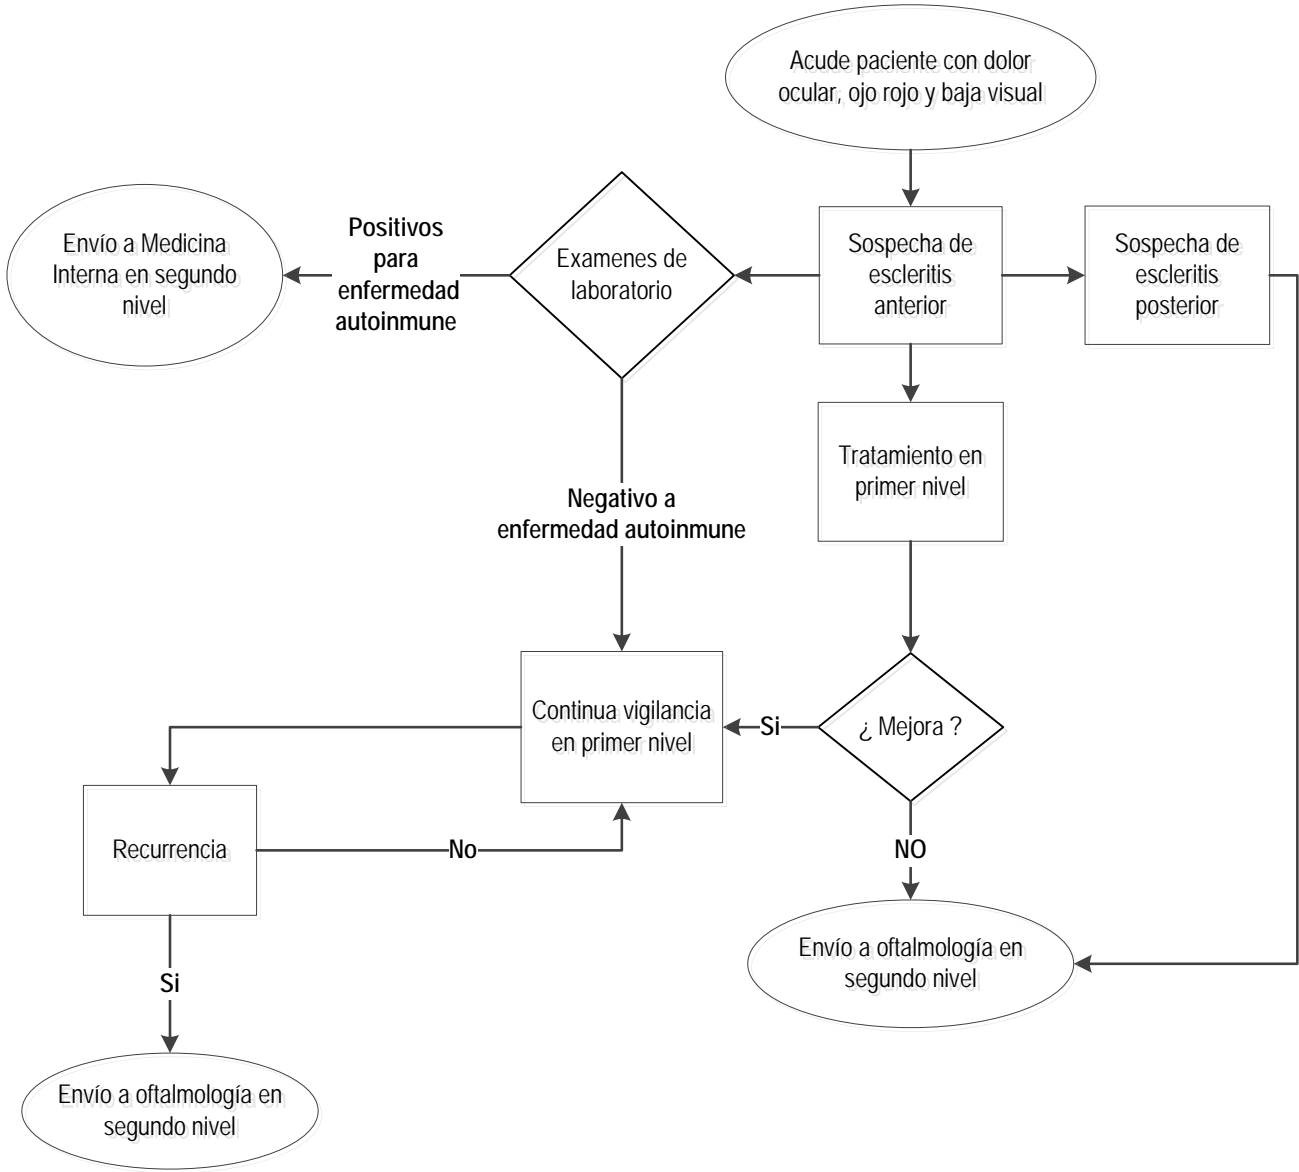 Acude paciente con dolor
ocular, ojo rojo y baja visual
Envío a Medicina
Interna en segundo
nivel
Positivos
para
enfermedad
autoinmune
Examenes de
laboratorio
Sospecha de
escleritis
anterior
Sospecha de
escleritis
posterior
Tratamiento en
primer nivel
Negativo a
enfermedad autoinmune
Continua vigilancia
en primer nivel
Si
¿ Mejora ?
Recurrencia
No
NO
Envío a oftalmología en
segundo nivel
Si
Envío a oftalmología en
segundo nivel